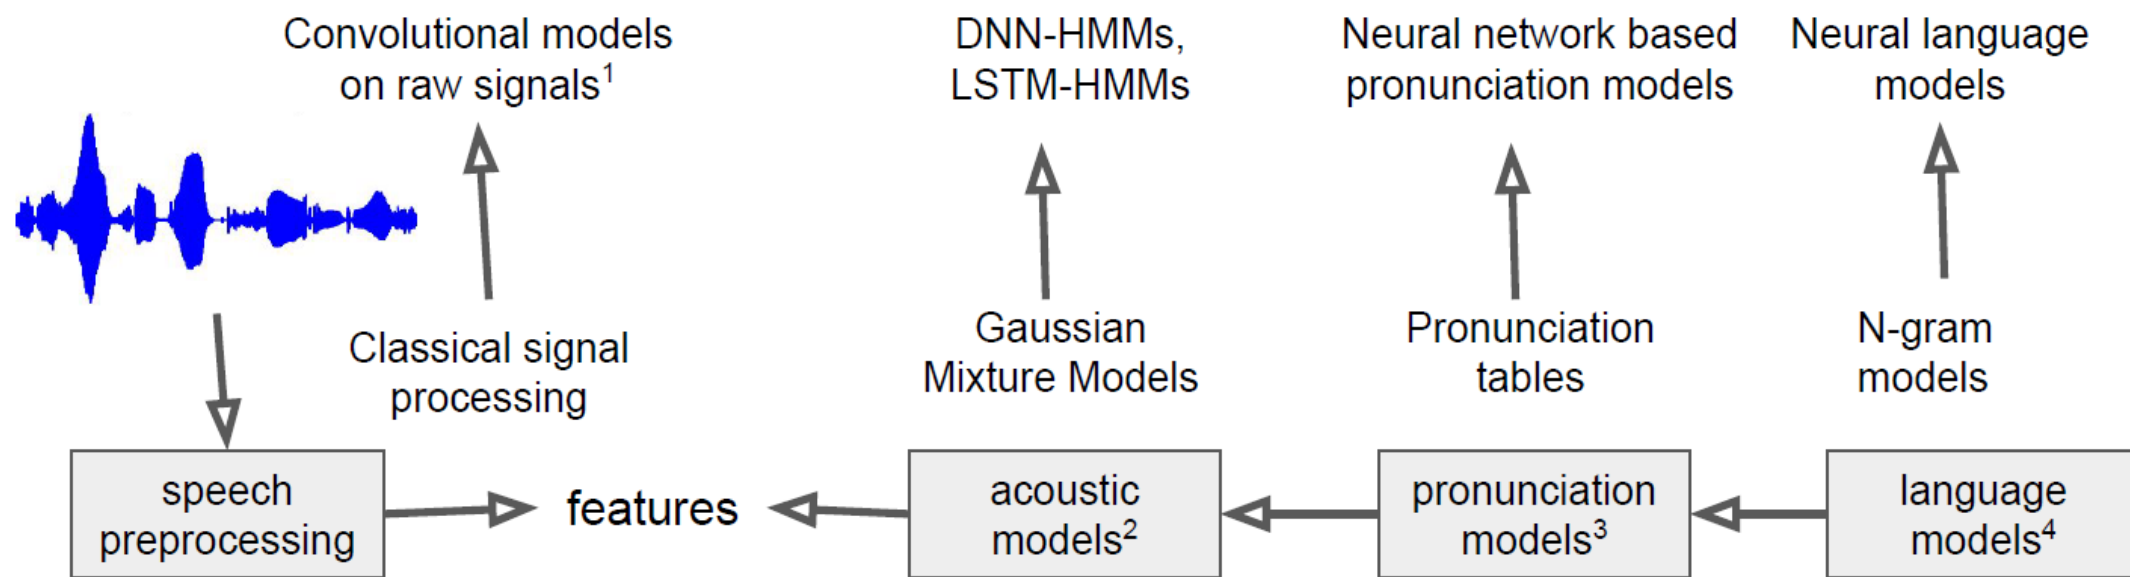 Convolutional models
on raw signals¹
DNN-HMMs,
LSTM-HMMs
Neural network based
pronunciation models
Neural language
models
Classical signal
processing
Gaussian
Mixture Models
Pronunciation
tables
N-gram
models
speech
preprocessing
features
acoustic
models²
pronunciation
models³
language
models⁴